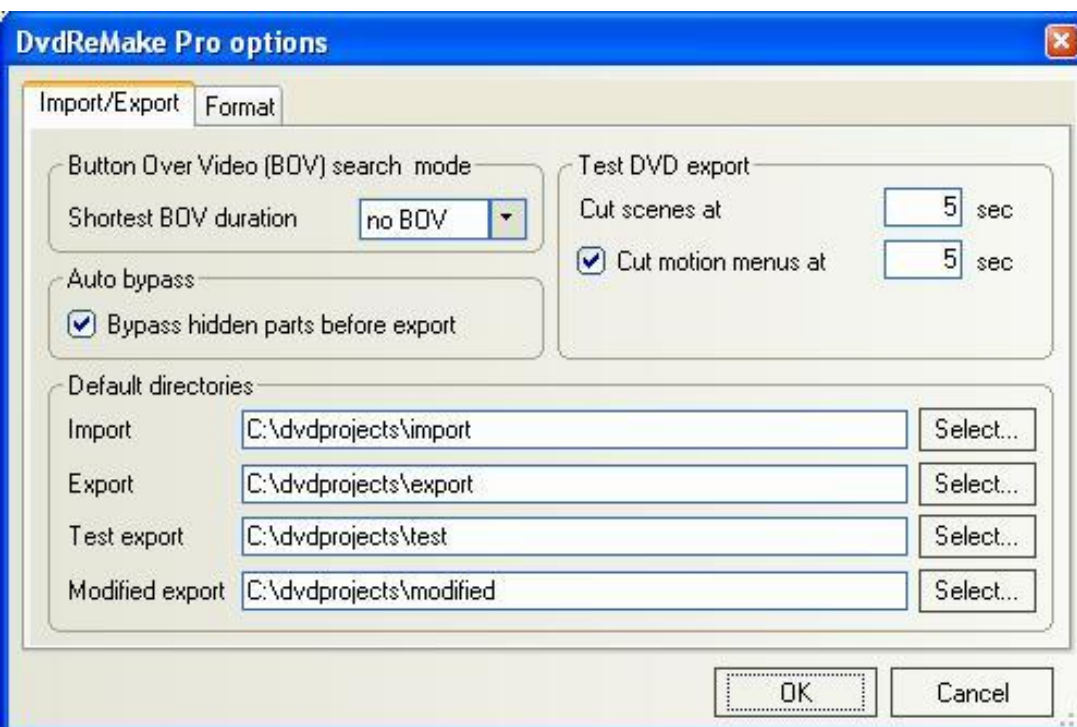 DvdReMake Pro options
Import/Export
Format
Button Over Video (BOV) search mode
Shortest BOV duration no BOV
Auto bypass
Bypass hidden parts before export
Test DVD export
Cut scenes at 5 sec
Cut motion menus at 5 sec
Default directories
Import C:\dvdprojects\import Select...
Export C:\dvdprojects\export Select...
Test export C:\dvdprojects\test Select...
Modified export C:\dvdprojects\modified Select...
OK Cancel